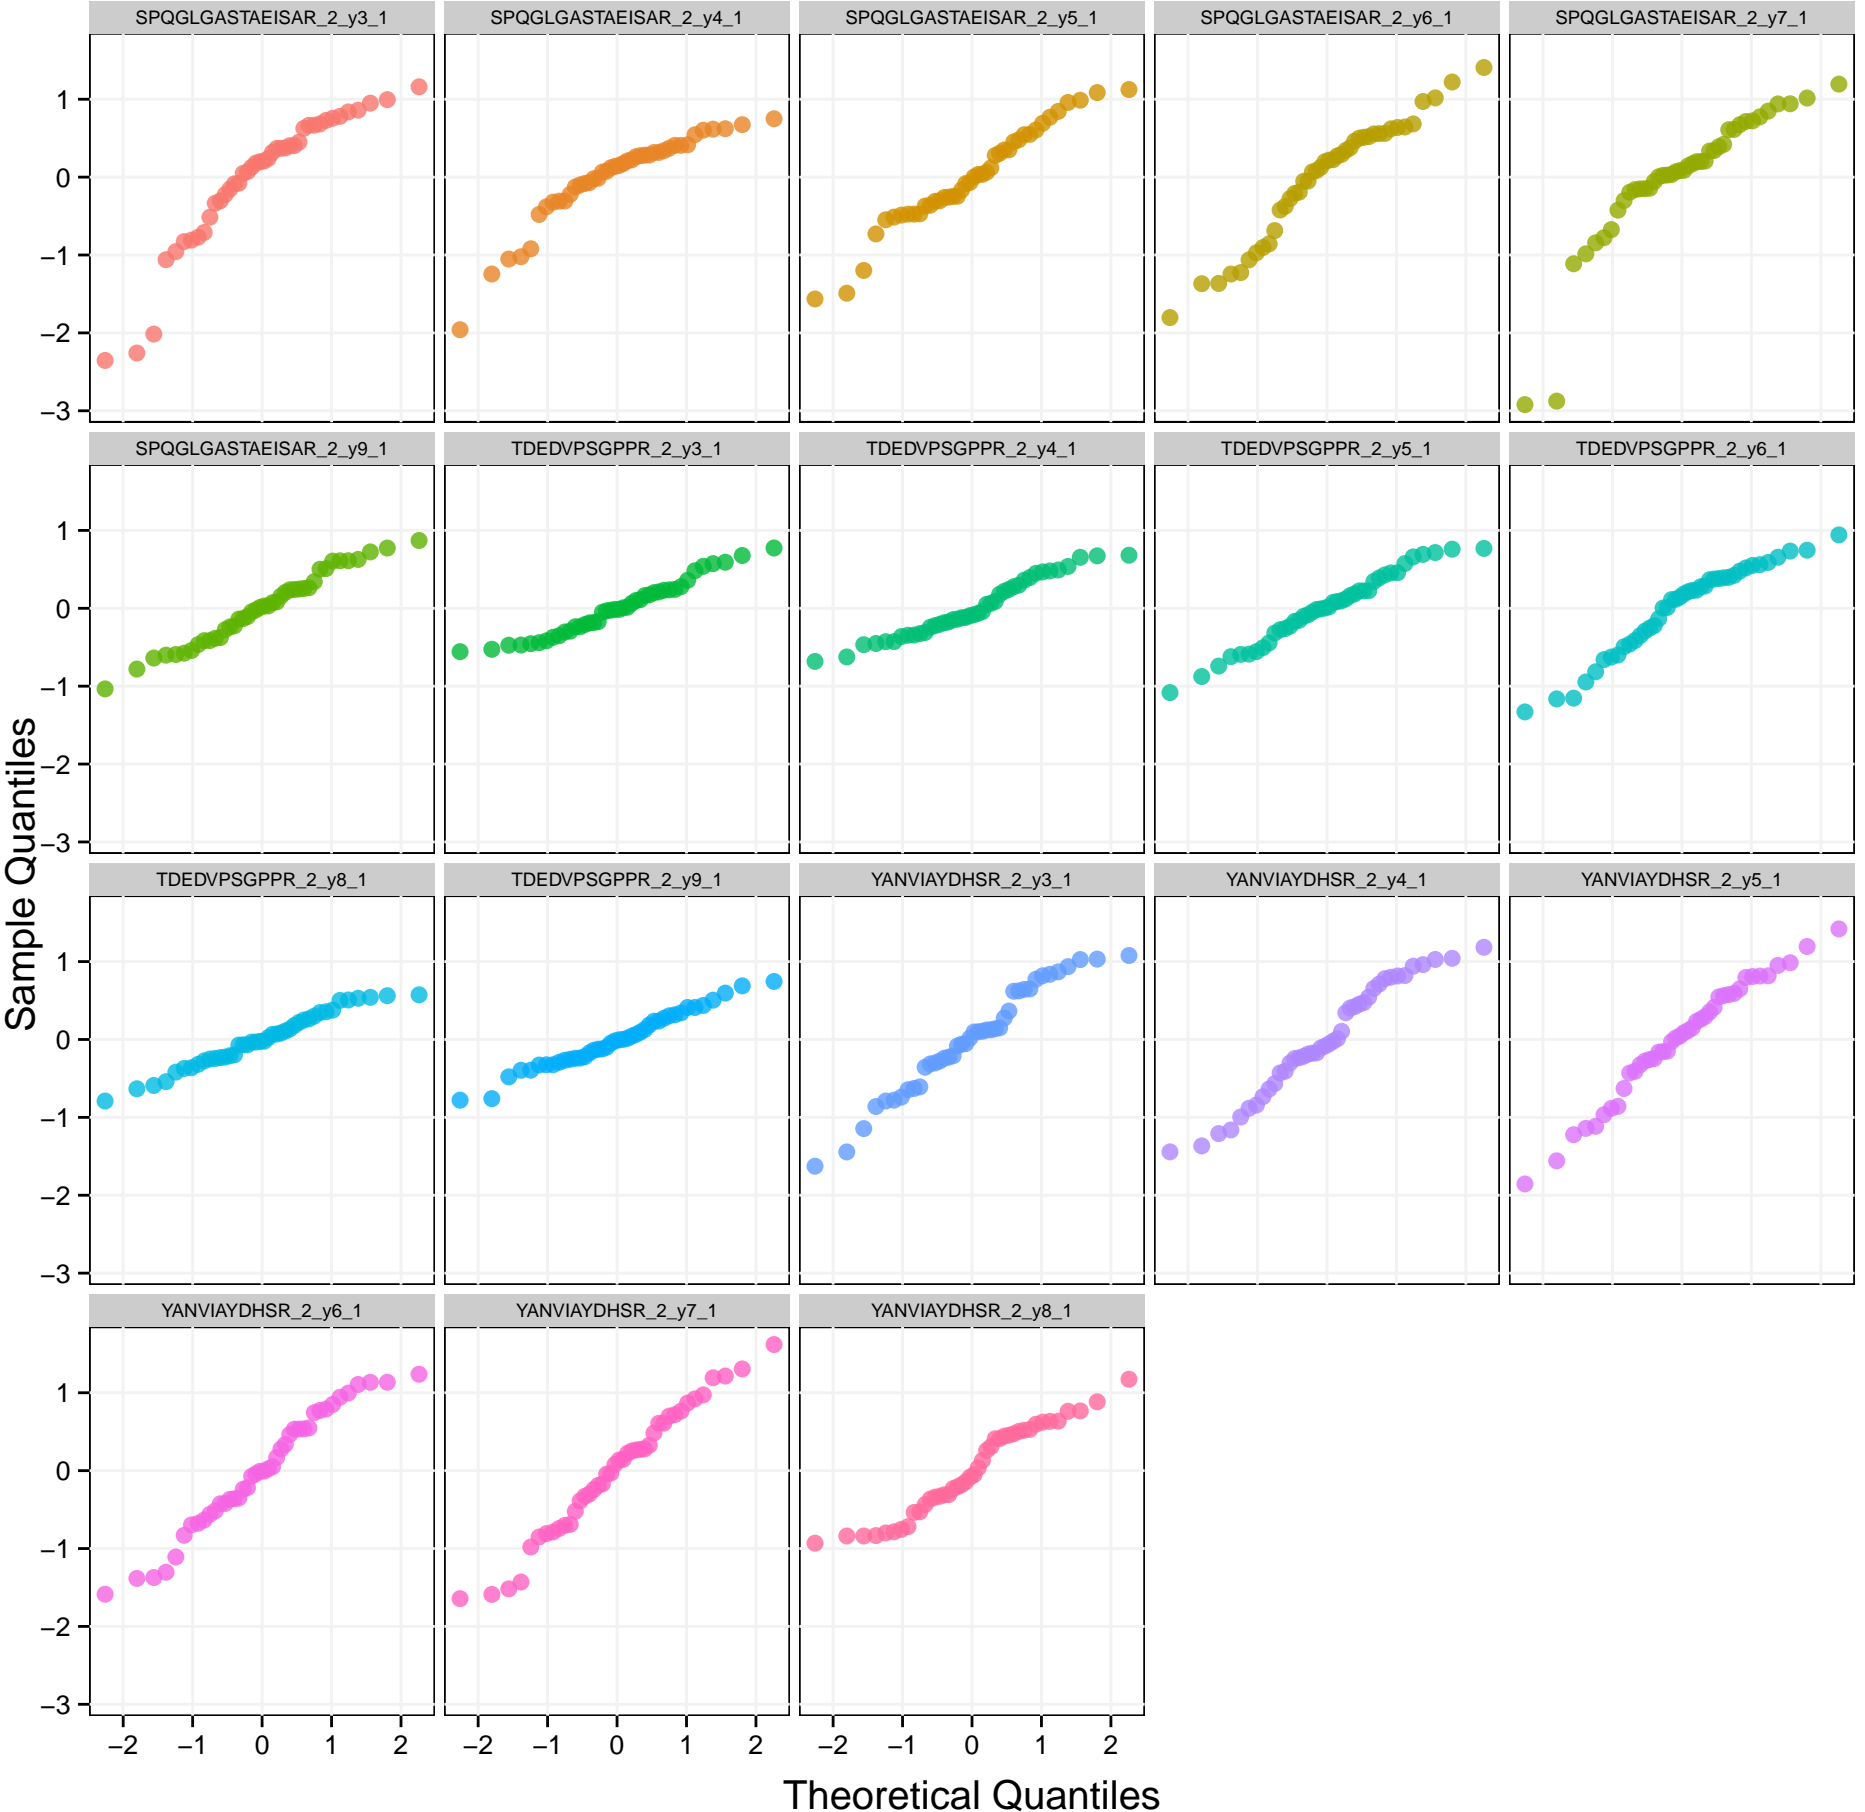 SPQGLGASTAEISAR_2_y3_1 SPQGLGASTAEISAR_2_y4_1 SPQGLGASTAEISAR_2_y5_1 SPQGLGASTAEISAR_2_y6_1 SPQGLGASTAEISAR_2_y7_1
1
0
−1
−2
−3
SPQGLGASTAEISAR_2_y9_1 TDEDVPSGPPR_2_y3_1 TDEDVPSGPPR_2_y4_1 TDEDVPSGPPR_2_y5_1 TDEDVPSGPPR_2_y6_1
1
0
−1
−2
−3
TDEDVPSGPPR_2_y8_1 TDEDVPSGPPR_2_y9_1 YANVIAYDHSR_2_y3_1 YANVIAYDHSR_2_y4_1 YANVIAYDHSR_2_y5_1
1
0
−1
−2
−3
YANVIAYDHSR_2_y6_1 YANVIAYDHSR_2_y7_1 YANVIAYDHSR_2_y8_1
1
0
−1
−2
−3
−2 −1 0 1 2 −2 −1 0 1 2 −2 −1 0 1 2
Theoretical Quantiles
Sample Quantiles